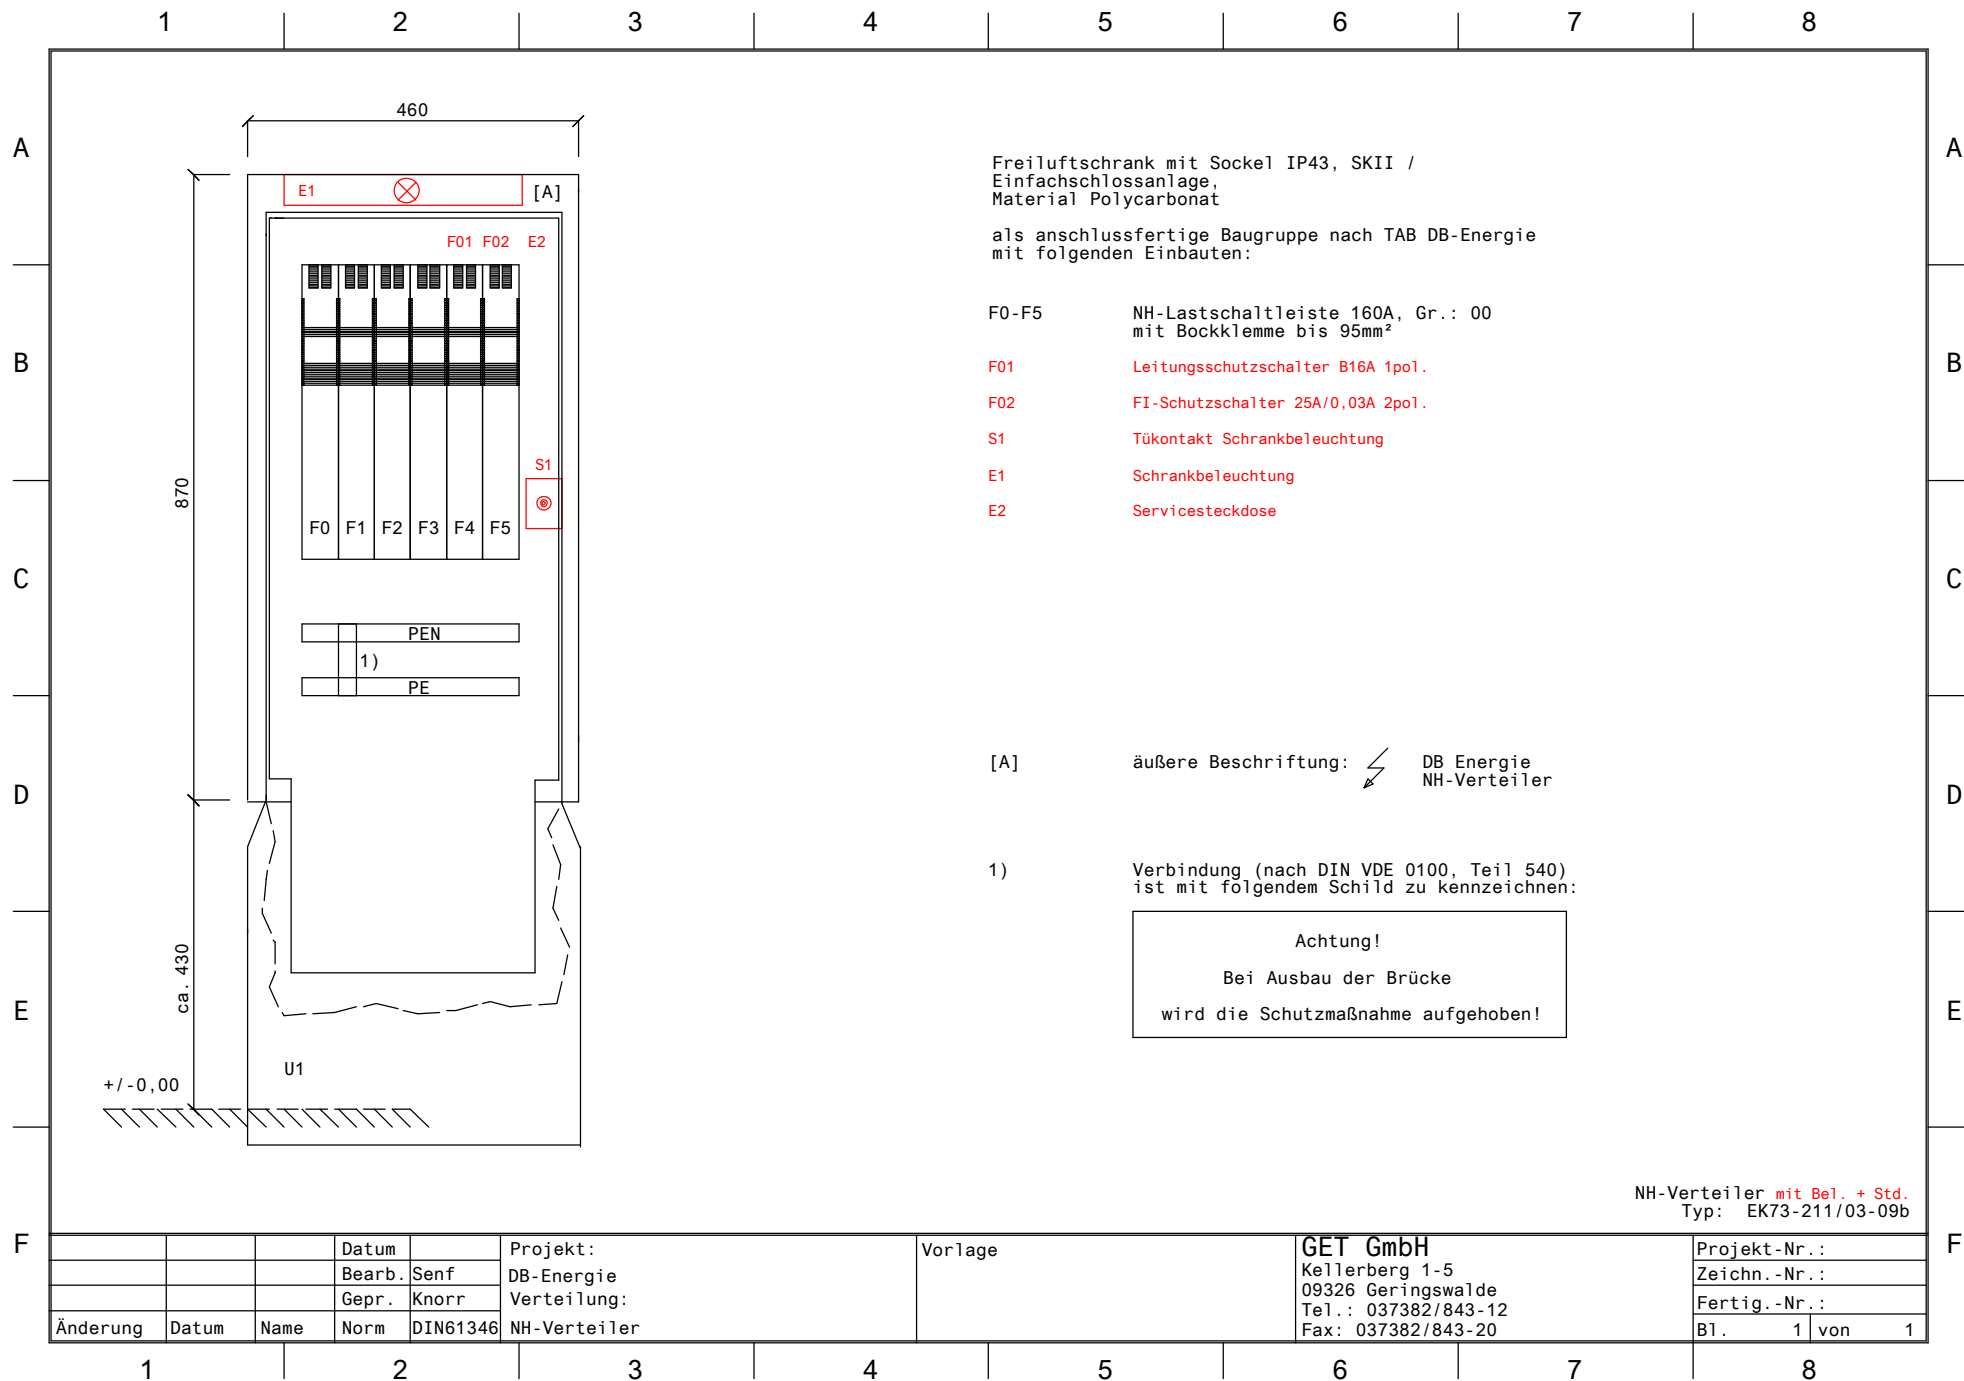 1 2 3 4 5 6 7 8
A A
B B
C C
D D
E E
F F
460
E1 [A]
F01 F02 E2
870
S1
F0 F1 F2 F3 F4 F5
PEN
1)
PE
ca. 430
U1
+/-0,00
Freiluftschrank mit Sockel IP43, SKII /
Einfachschlossanlage,
Material Polycarbonat
als anschlussfertige Baugruppe nach TAB DB-Energie
mit folgenden Einbauten:
F0-F5 NH-Lastschaltleiste 160A, Gr.: 00
mit Bockklemme bis 95mm²
F01 Leitungsschutzschalter B16A 1pol.
F02 FI-Schutzschalter 25A/0,03A 2pol.
S1 Tükontakt Schrankbeleuchtung
E1 Schrankbeleuchtung
E2 Servicesteckdose
[A] äußere Beschriftung: DB Energie
NH-Verteiler
1) Verbindung (nach DIN VDE 0100, Teil 540)
ist mit folgendem Schild zu kennzeichnen:
Achtung!
Bei Ausbau der Brücke
wird die Schutzmaßnahme aufgehoben!
NH-Verteiler mit Bel. + Std.
Typ: EK73-211/03-09b
Datum
Bearb. Senf
Gepr. Knorr
Änderung Datum Name Norm DIN61346
Projekt:
DB-Energie
Verteilung:
NH-Verteiler
Vorlage
GET GmbH
Kellerberg 1-5
09326 Geringswalde
Tel.: 037382/843-12
Fax: 037382/843-20
Projekt-Nr.:
Zeichn.-Nr.:
Fertig.-Nr.:
Bl. 1 von 1
1 2 3 4 5 6 7 8